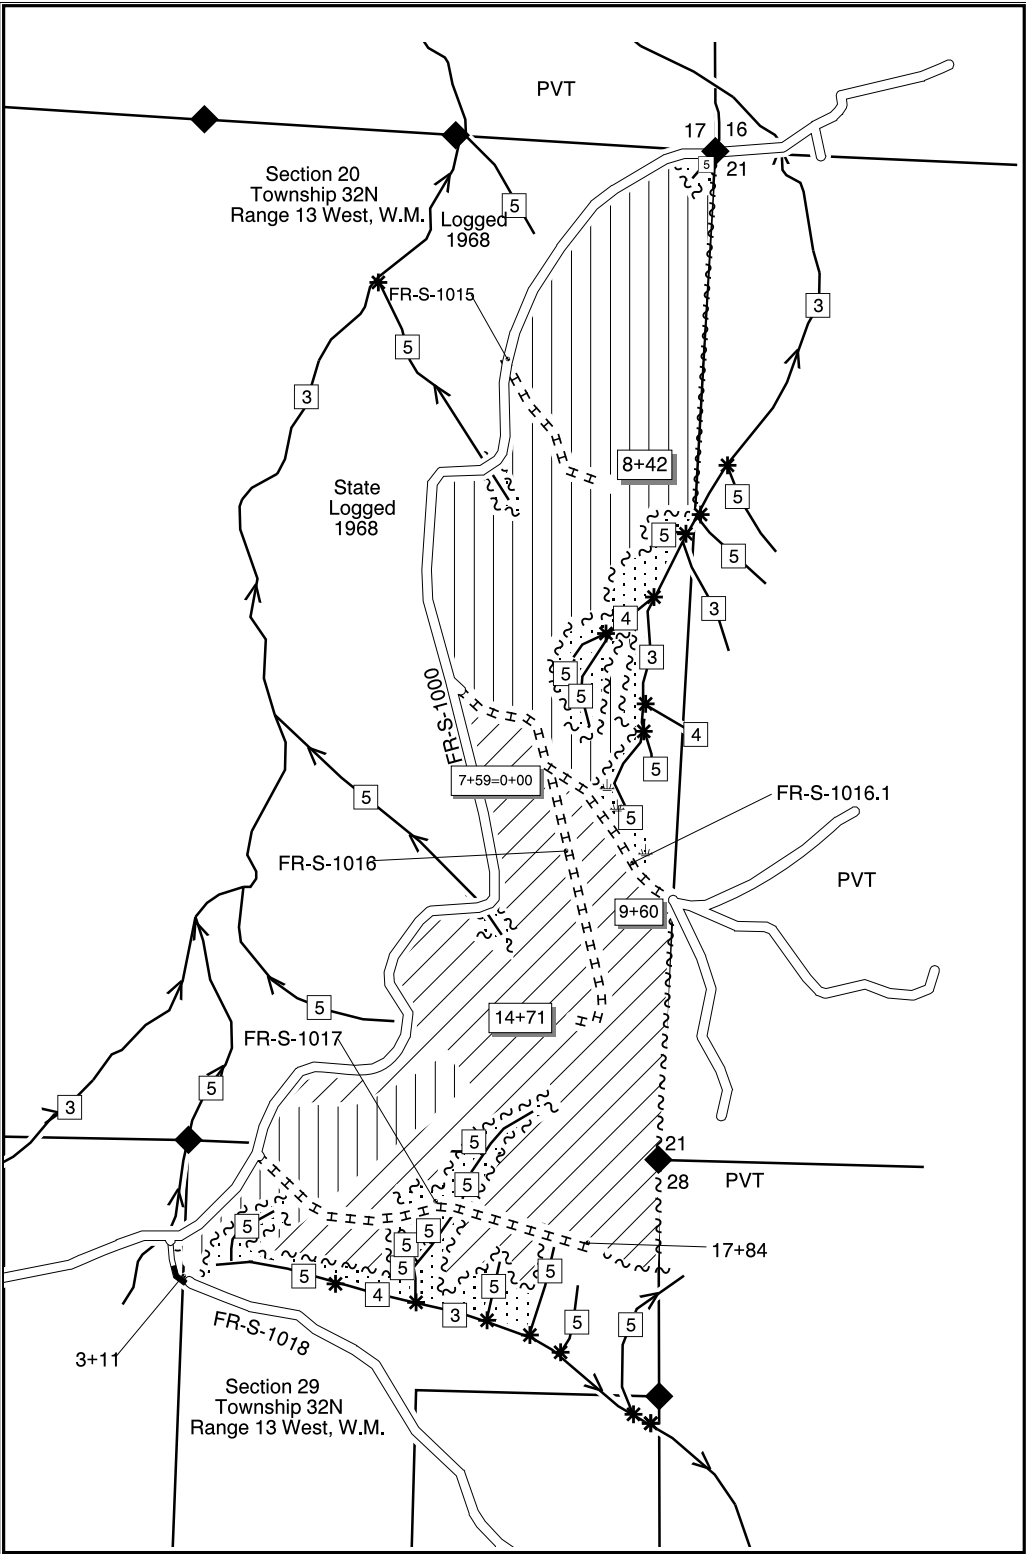 PVT
17
16
5
21
Section 20
Township 32N
Range 13 West, W.M.
Logged
1968
5
FR-S-1015
3
5
3
8+42
State
Logged
1968
5
5
5
3
4
3
5
5
4
5
FR-S-1000
7+59=0+00
FR-S-1016.1
5
5
FR-S-1016
PVT
9+60
5
14+71
FR-S-1017
5
3
5
21
PVT
28
5
5
5
5
5
17+84
5
5
5
5
4
3
5
5
3+11
FR-S-1018
Section 29
Township 32N
Range 13 West, W.M.